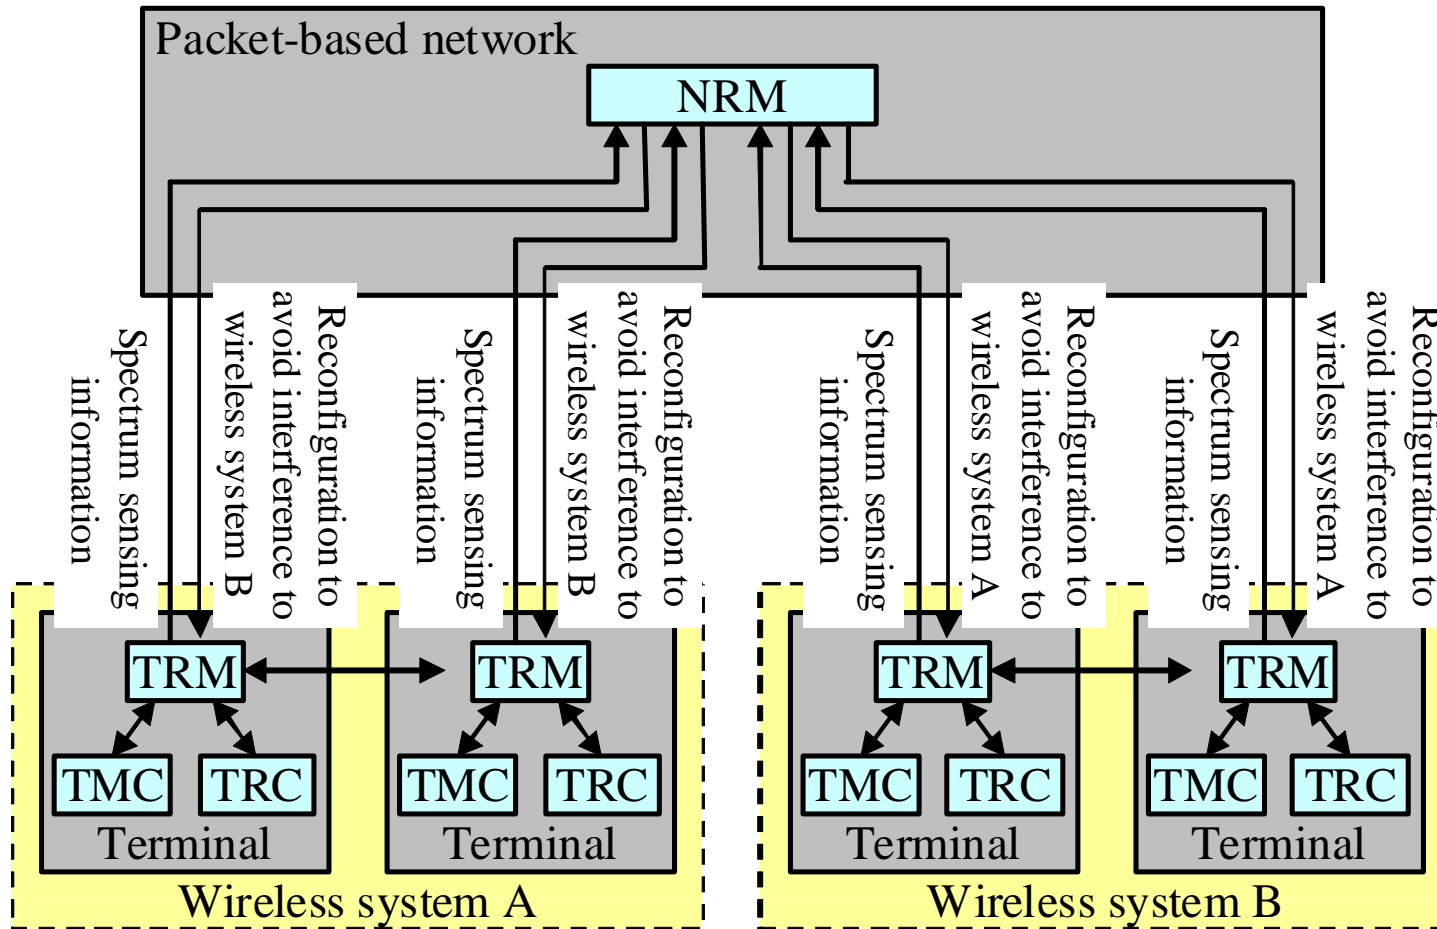 Packet-based network
NRM
Spectrum sensing
information
Reconfiguration to
avoid interference to
wireless system B
Spectrum sensing
information
Reconfiguration to
avoid interference to
wireless system B
Spectrum sensing
information
Reconfiguration to
avoid interference to
wireless system A
Spectrum sensing
information
Reconfiguration to
avoid interference to
wireless system A
TRM
TRM
TRM
TRM
TMC
TRC
TMC
TRC
TMC
TRC
TMC
TRC
Terminal
Terminal
Terminal
Terminal
Wireless system A
Wireless system B